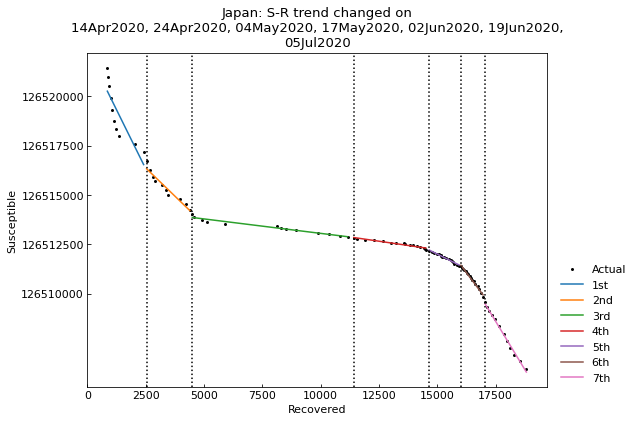 Japan: S-R trend changed on
14Apr2020, 24Apr2020, 04May2020, 17May2020, 02Jun2020, 19Jun2020,
05Jul2020
126520000
126517500
126515000
126512500
126510000
Susceptible
0
2500
5000
7500
10000
12500
15000
17500
Recovered
Actual
1st
2nd
3rd
4th
5th
6th
7th